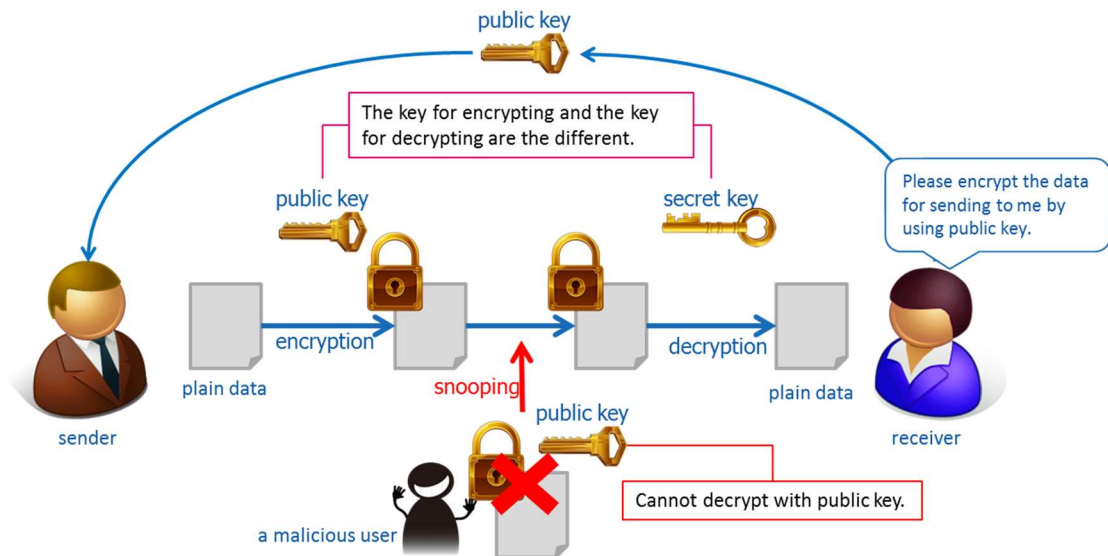 public key
The key for encrypting and the key
for decrypting are the different.
public key
secret key
Please encrypt the data
for sending to me by
using public key.
encryption
decryption
plain data
snooping
plain data
sender
public key
receiver
Cannot decrypt with public key.
a malicious user